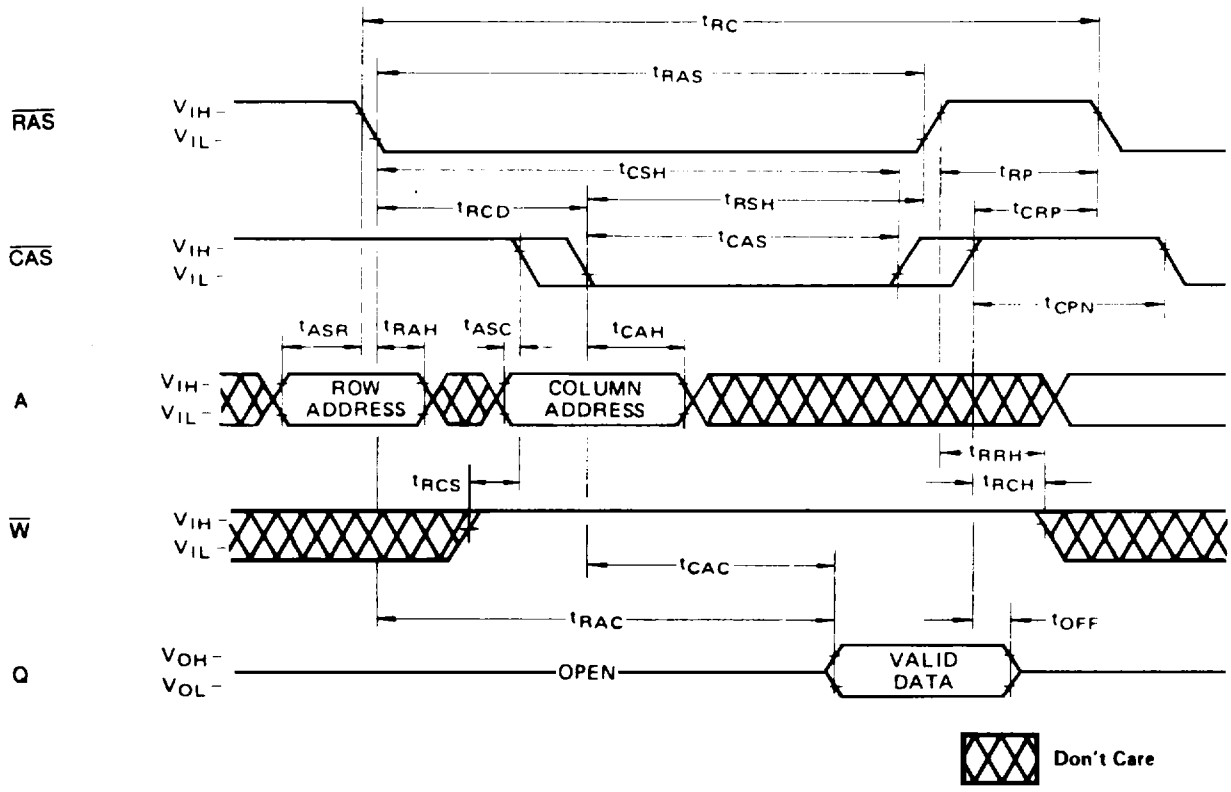 tRC
tRAS
RAS
VIH
VIL
tCSH
tRP
tRCD
tRSH
tCRP
tCAS
CAS
VIH
VIL
tCPN
tASR
tRAH
tASC
tCAH
A
VIH
VIL
ROW
ADDRESS
COLUMN
ADDRESS
tRRH
tRCS
tRCH
W
VIH
VIL
tCAC
tRAC
tOFF
Q
VOH
VOL
OPEN
VALID
DATA
Don't Care